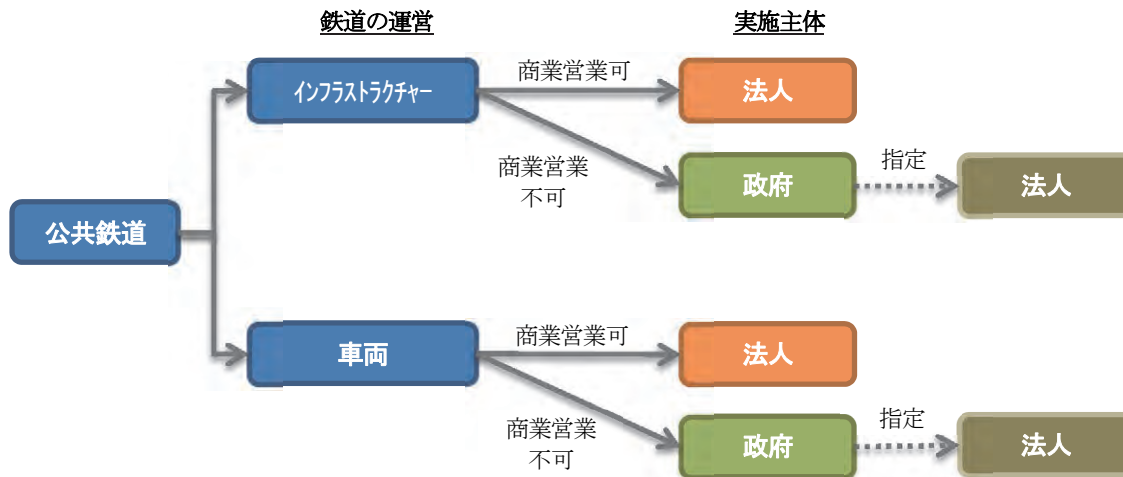 鉄道の運営
実施主体
インフラストラクチャー
商業営業可
法人
商業営業
不可
政府
指定
法人
公共鉄道
車両
商業営業可
法人
商業営業
不可
政府
指定
法人